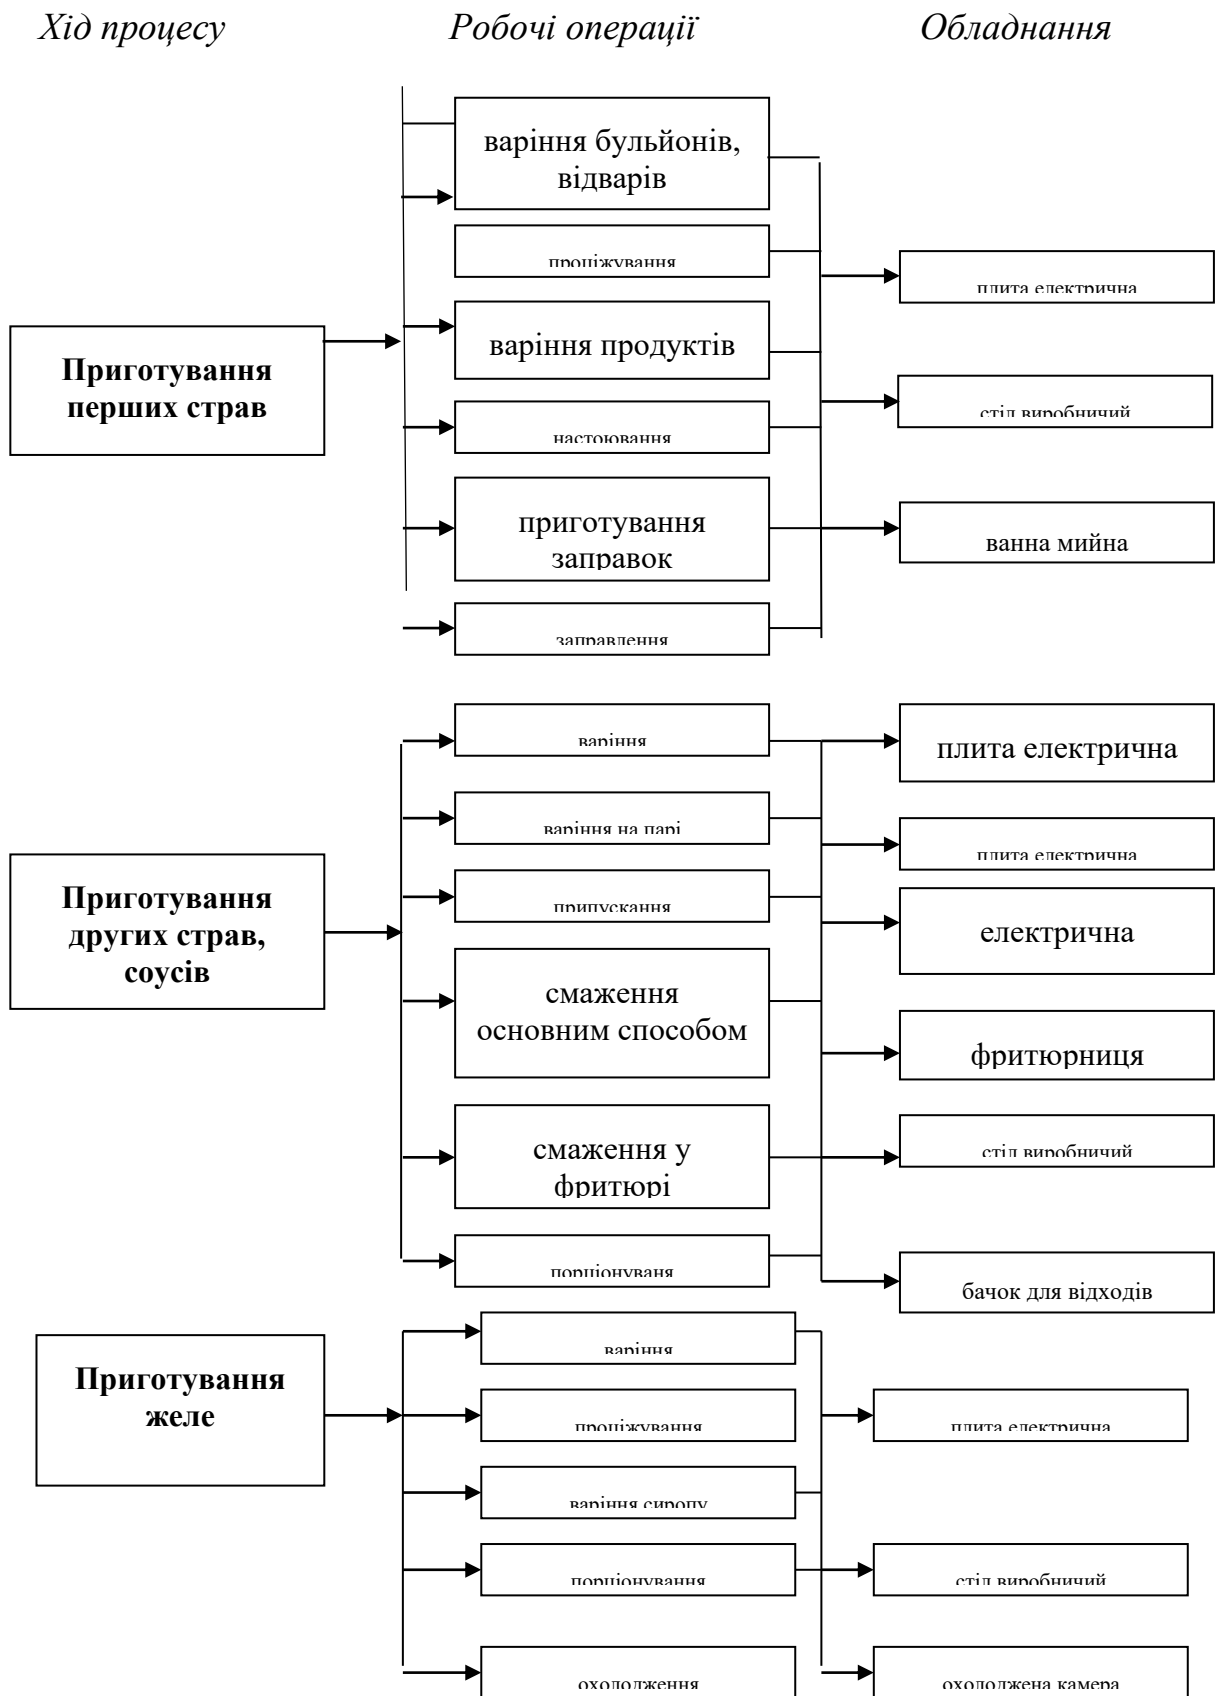 Хід процесу
Робочі операції
Обладнання
Приготування
перших страв
варіння бульйонів,
відварів
проціжування
варіння продуктів
настоювання
приготування
заправок
заправлення
плита електрична
стіл виробничий
ванна мийна
Приготування
других страв,
соусів
варіння
варіння на парі
припускання
смаження
основним способом
смаження у
фритюрі
порціонуваня
плита електрична
плита електрична
електрична
фритюрниця
стіл виробничий
бачок для відходів
Приготування
желе
варіння
проціжування
варіння сиропу
порціонування
охолодження
плита електрична
стіл виробничий
охолоджена камера